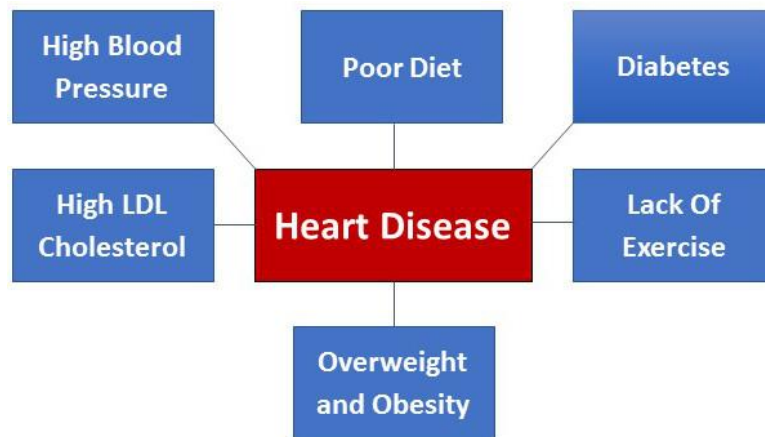 High Blood
Pressure
Poor Diet
Diabetes
High LDL
Cholesterol
Heart Disease
Lack Of
Exercise
Overweight
and Obesity